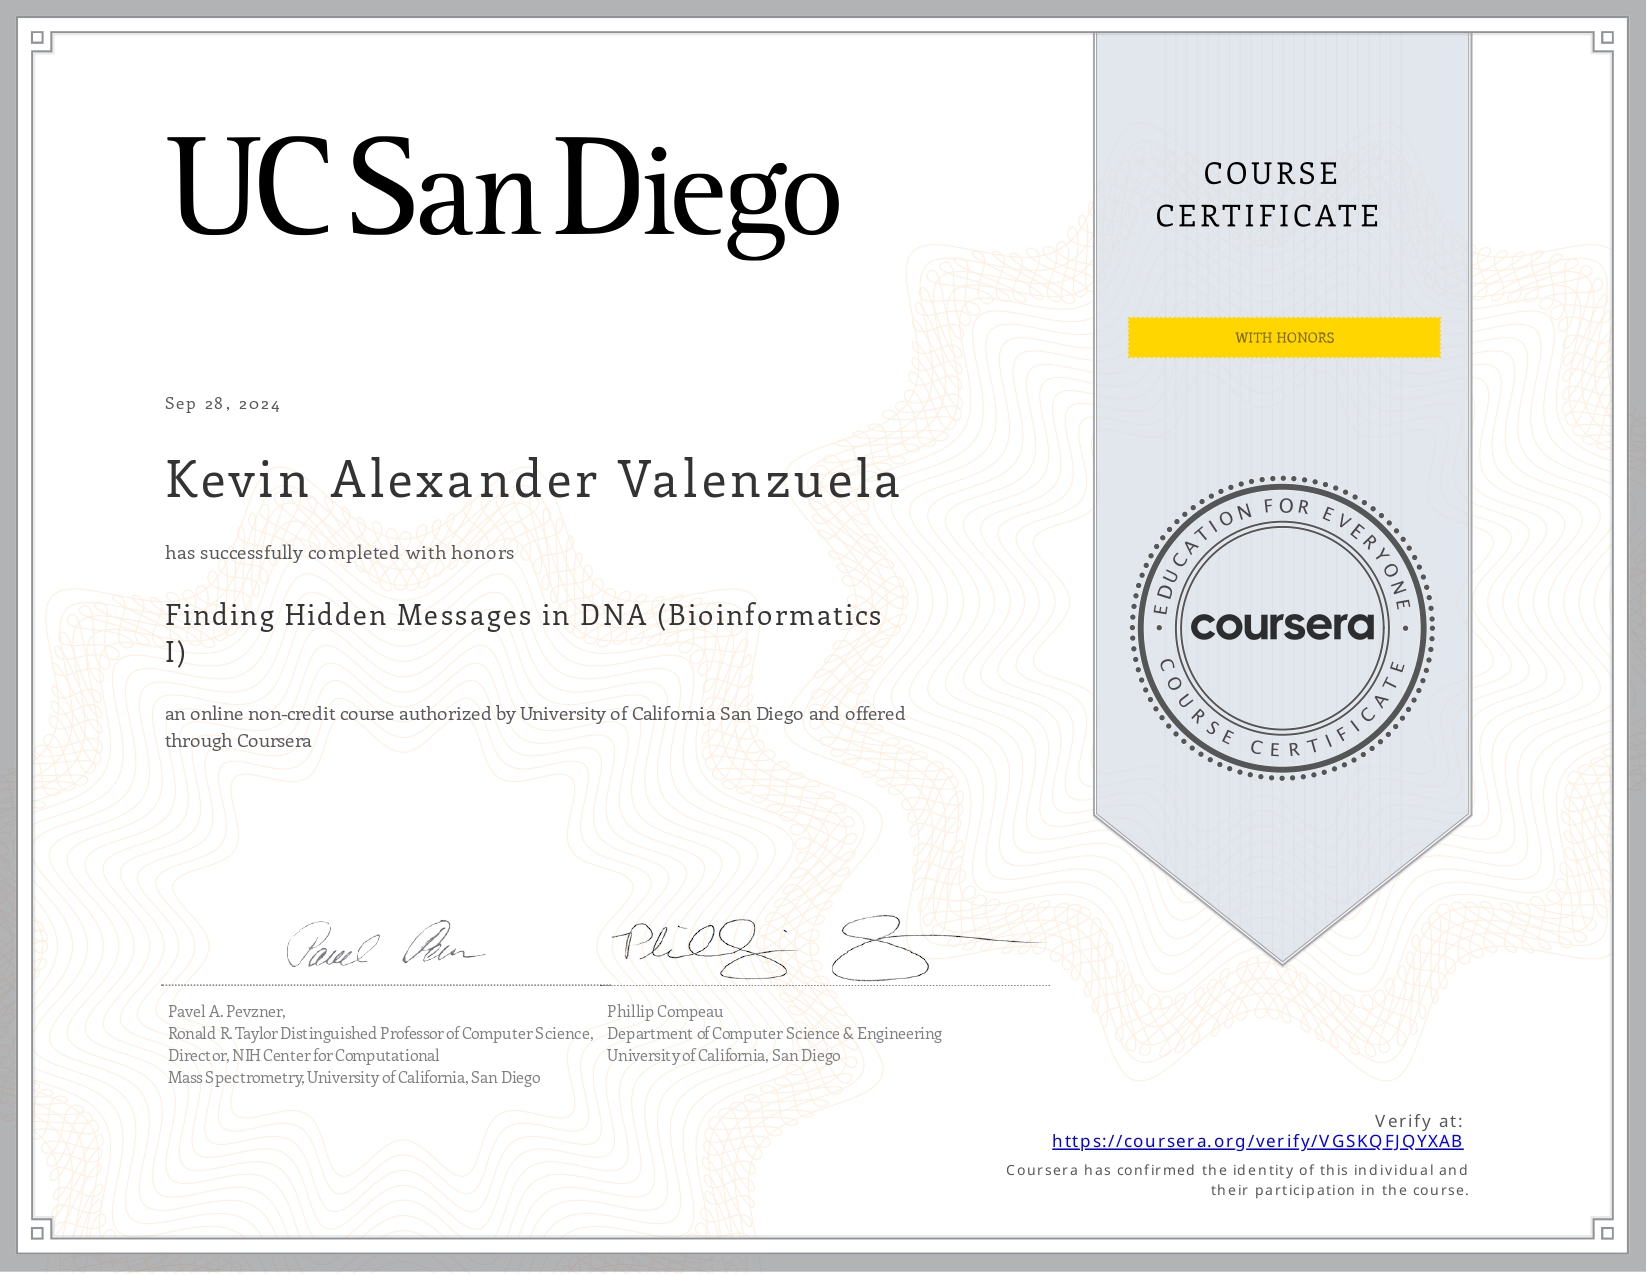 UC San Diego
COURSE
CERTIFICATE
WITH HONORS
Sep 28, 2024
Kevin Alexander Valenzuela
has successfully completed with honors
Finding Hidden Messages in DNA (Bioinformatics
I)
an online non-credit course authorized by University of California San Diego and offered
through Coursera
EDUCATION FOR EVERYONE
coursera
COURSE CERTIFICATE
Pavel A. Pevzner,
Ronald R. Taylor Distinguished Professor of Computer Science,
Director, NIH Center for Computational
Mass Spectrometry, University of California, San Diego
Phillip Compeau
Department of Computer Science & Engineering
University of California, San Diego
Verify at:
https://coursera.org/verify/VGSKQFJQYXAB
Coursera has confirmed the identity of this individual and
their participation in the course.